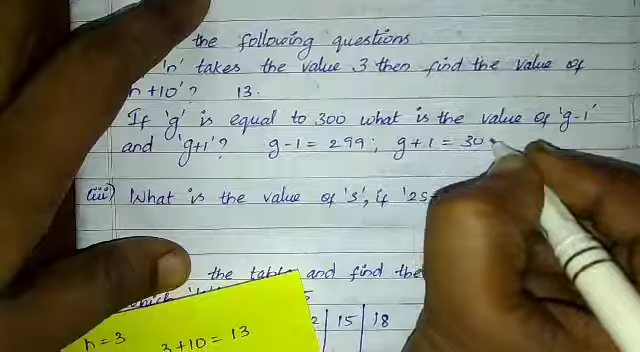 the following questions.
'n' takes the value 3 then find the value of
n +10'? 13.
If 'g' is equal to 300 what is the value of 'g-1'
and 'g+1'? g-1 = 299; g+1 = 30
(iii) What is the value of 's', if '2s
the table and find the
which
2 15 18
n = 3 3+10 = 13